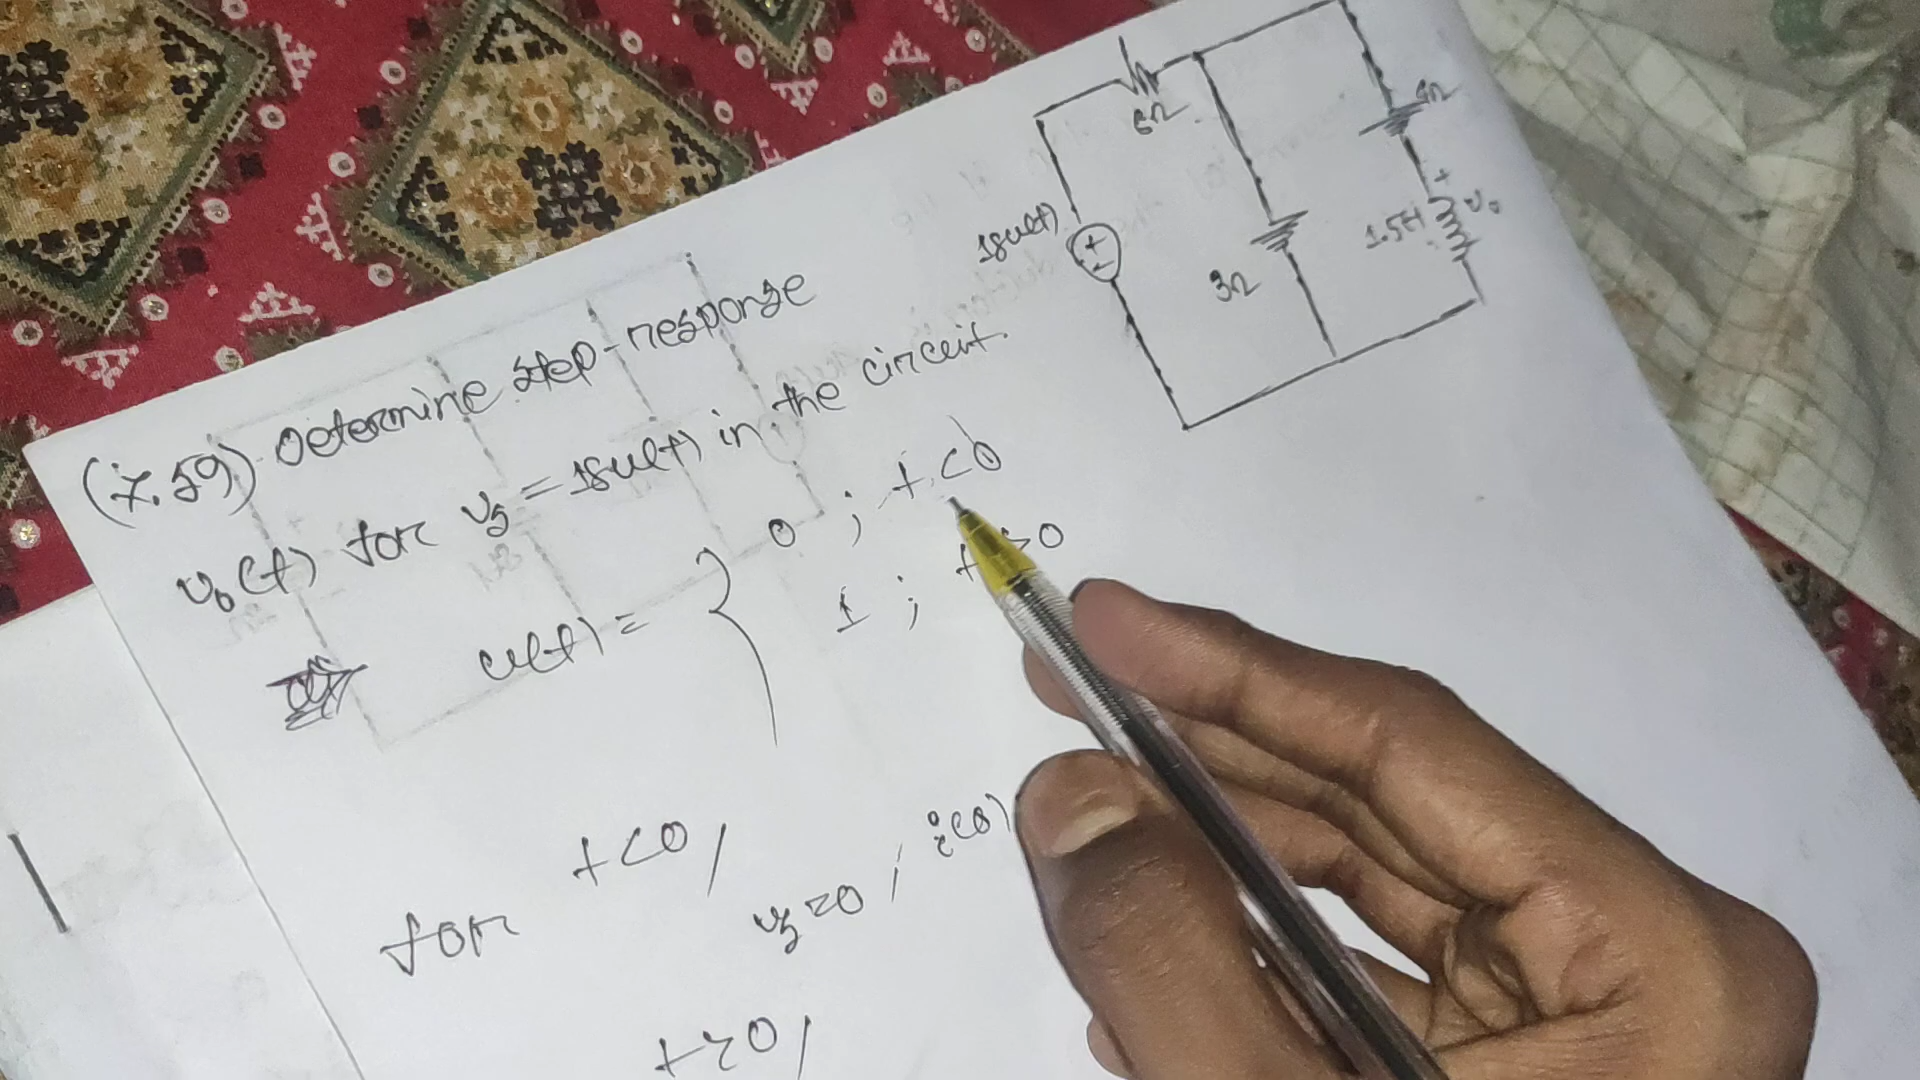 (7.59) Determine step-response
v₀(t) for vs = 18u(t) in the circuit.
u(t) = { 0 ; t<0
1 ; t>0
for t<0, vs=0, i(0)
t>0,
18u(t)
+
-
6Ω
3Ω
4Ω
1.5H
+
v₀
-